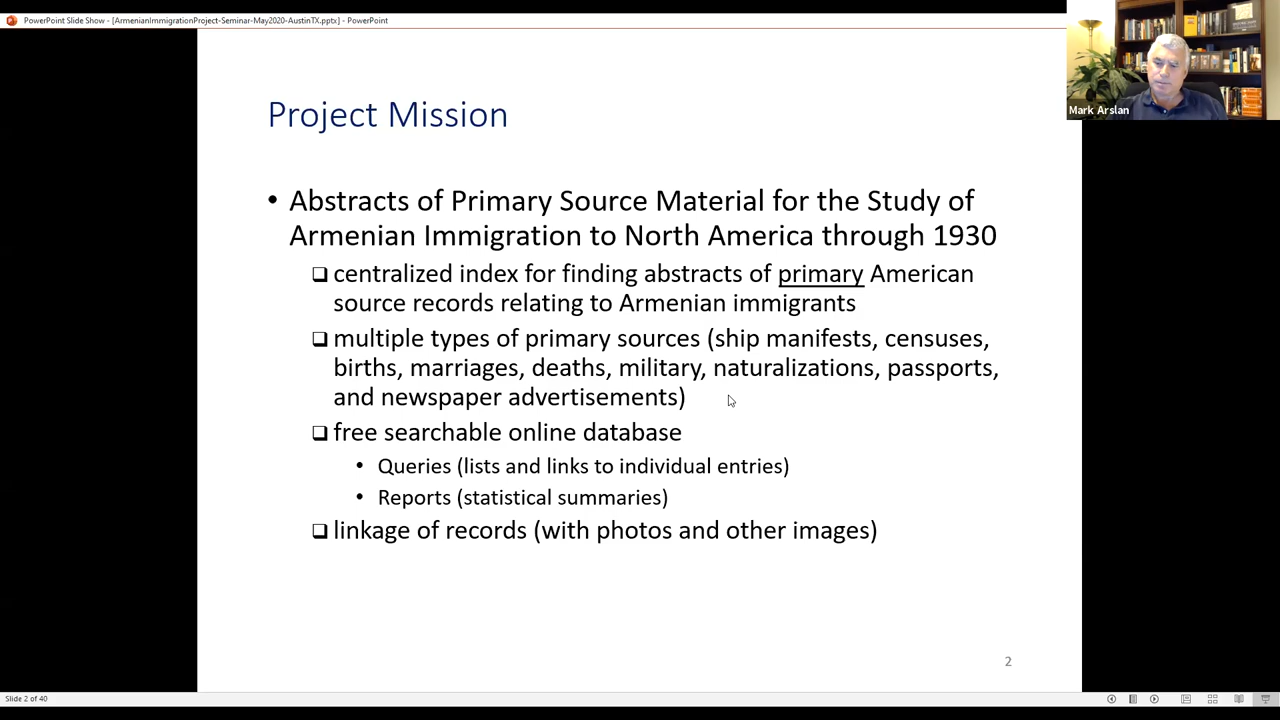 PowerPoint Slide Show - [ArmenianImmigrationProject-Seminar-May2020-AustinTX.pptx] - PowerPoint
Mark Arslan
Project Mission
• Abstracts of Primary Source Material for the Study of
Armenian Immigration to North America through 1930
❑ centralized index for finding abstracts of primary American
source records relating to Armenian immigrants
❑ multiple types of primary sources (ship manifests, censuses,
births, marriages, deaths, military, naturalizations, passports,
and newspaper advertisements)
❑ free searchable online database
• Queries (lists and links to individual entries)
• Reports (statistical summaries)
❑ linkage of records (with photos and other images)
2
Slide 2 of 40